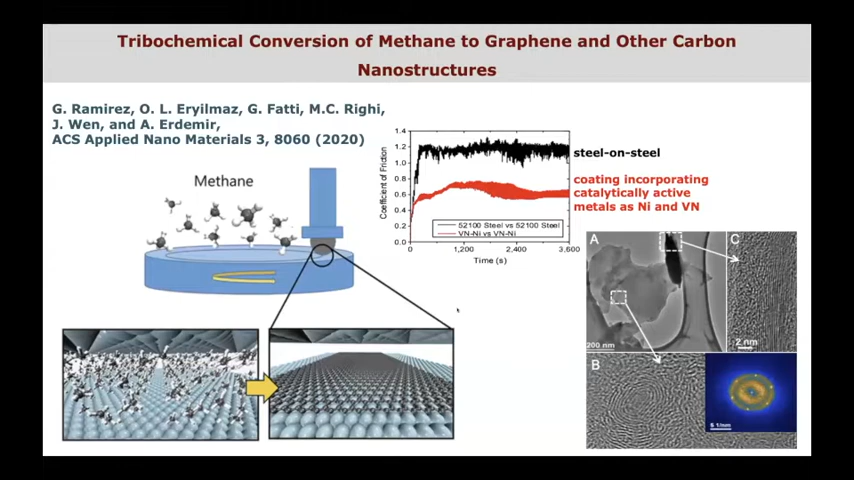 Tribochemical Conversion of Methane to Graphene and Other Carbon
Nanostructures
G. Ramirez, O. L. Eryilmaz, G. Fatti, M.C. Righi,
J. Wen, and A. Erdemir,
ACS Applied Nano Materials 3, 8060 (2020)
Methane
Coefficient of Friction
1.4
1.2
1.0
0.8
0.6
0.4
0.2
0.0
0
1,200
2,400
3,600
Time (s)
52100 Steel vs 52100 Steel
VN-Ni vs VN-Ni
steel-on-steel
coating incorporating
catalytically active
metals as Ni and VN
A
C
200 nm
2 nm
B
5 1/nm